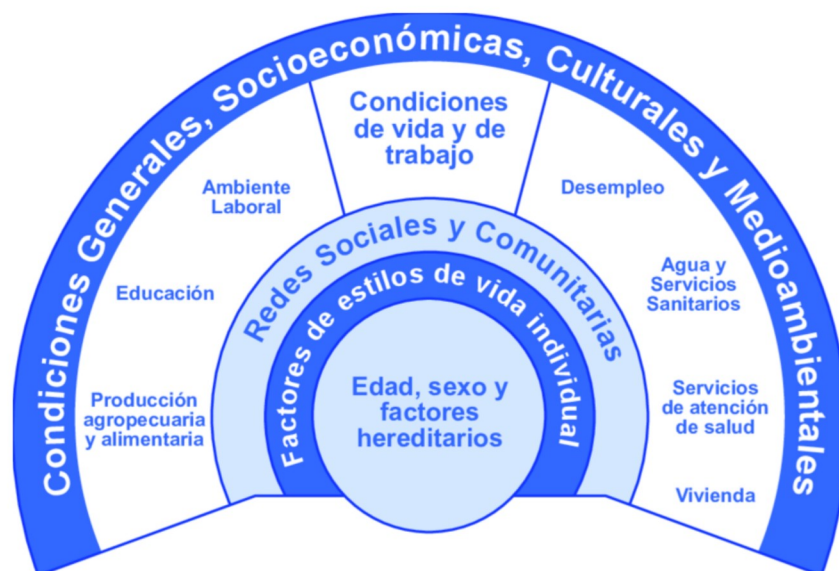 Condiciones Generales, Socioeconómicas, Culturales y Medioambientales
Condiciones
de vida y de
trabajo
Ambiente
Laboral
Desempleo
Educación
Agua y
Servicios
Sanitarios
Producción
agropecuaria
y alimentaria
Servicios
de atención
de salud
Vivienda
Redes Sociales y Comunitarias
Factores de estilos de vida individual
Edad, sexo y
factores
hereditarios